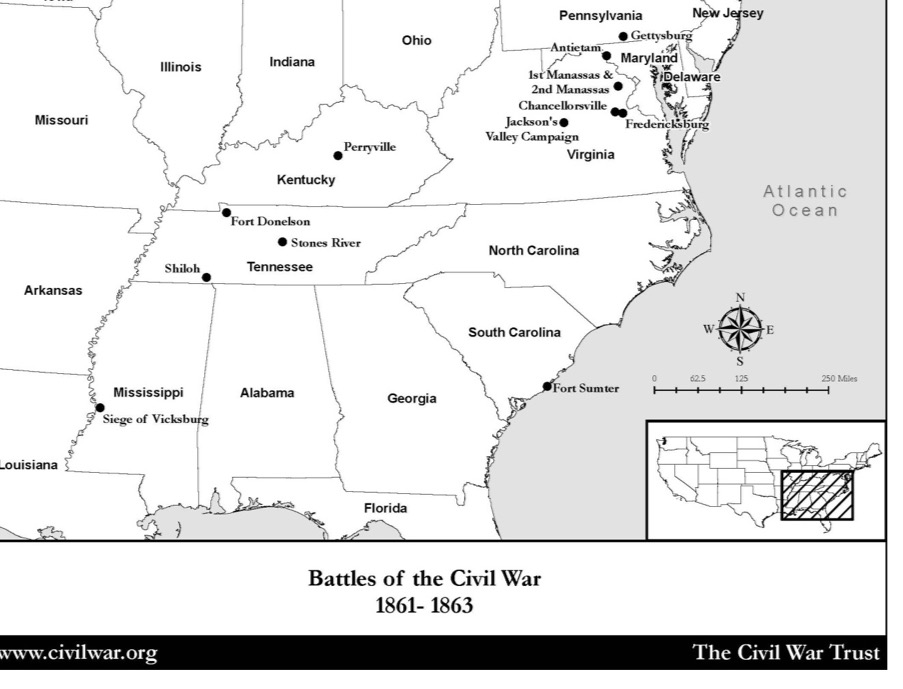 Pennsylvania
New Jersey
Gettysburg
Ohio
Antietam
Maryland
Indiana
Illinois
1st Manassas &
2nd Manassas
Delaware
Chancellorsville
Missouri
Jackson's
Valley Campaign
Fredericksburg
Perryville
Virginia
Kentucky
Atlantic
Ocean
Fort Donelson
Stones River
North Carolina
Shiloh
Tennessee
Arkansas
N
W E
S
South Carolina
0 62.5 125 250 Miles
Mississippi
Alabama
Georgia
Fort Sumter
Siege of Vicksburg
Louisiana
Florida
Battles of the Civil War
1861- 1863
www.civilwar.org
The Civil War Trust